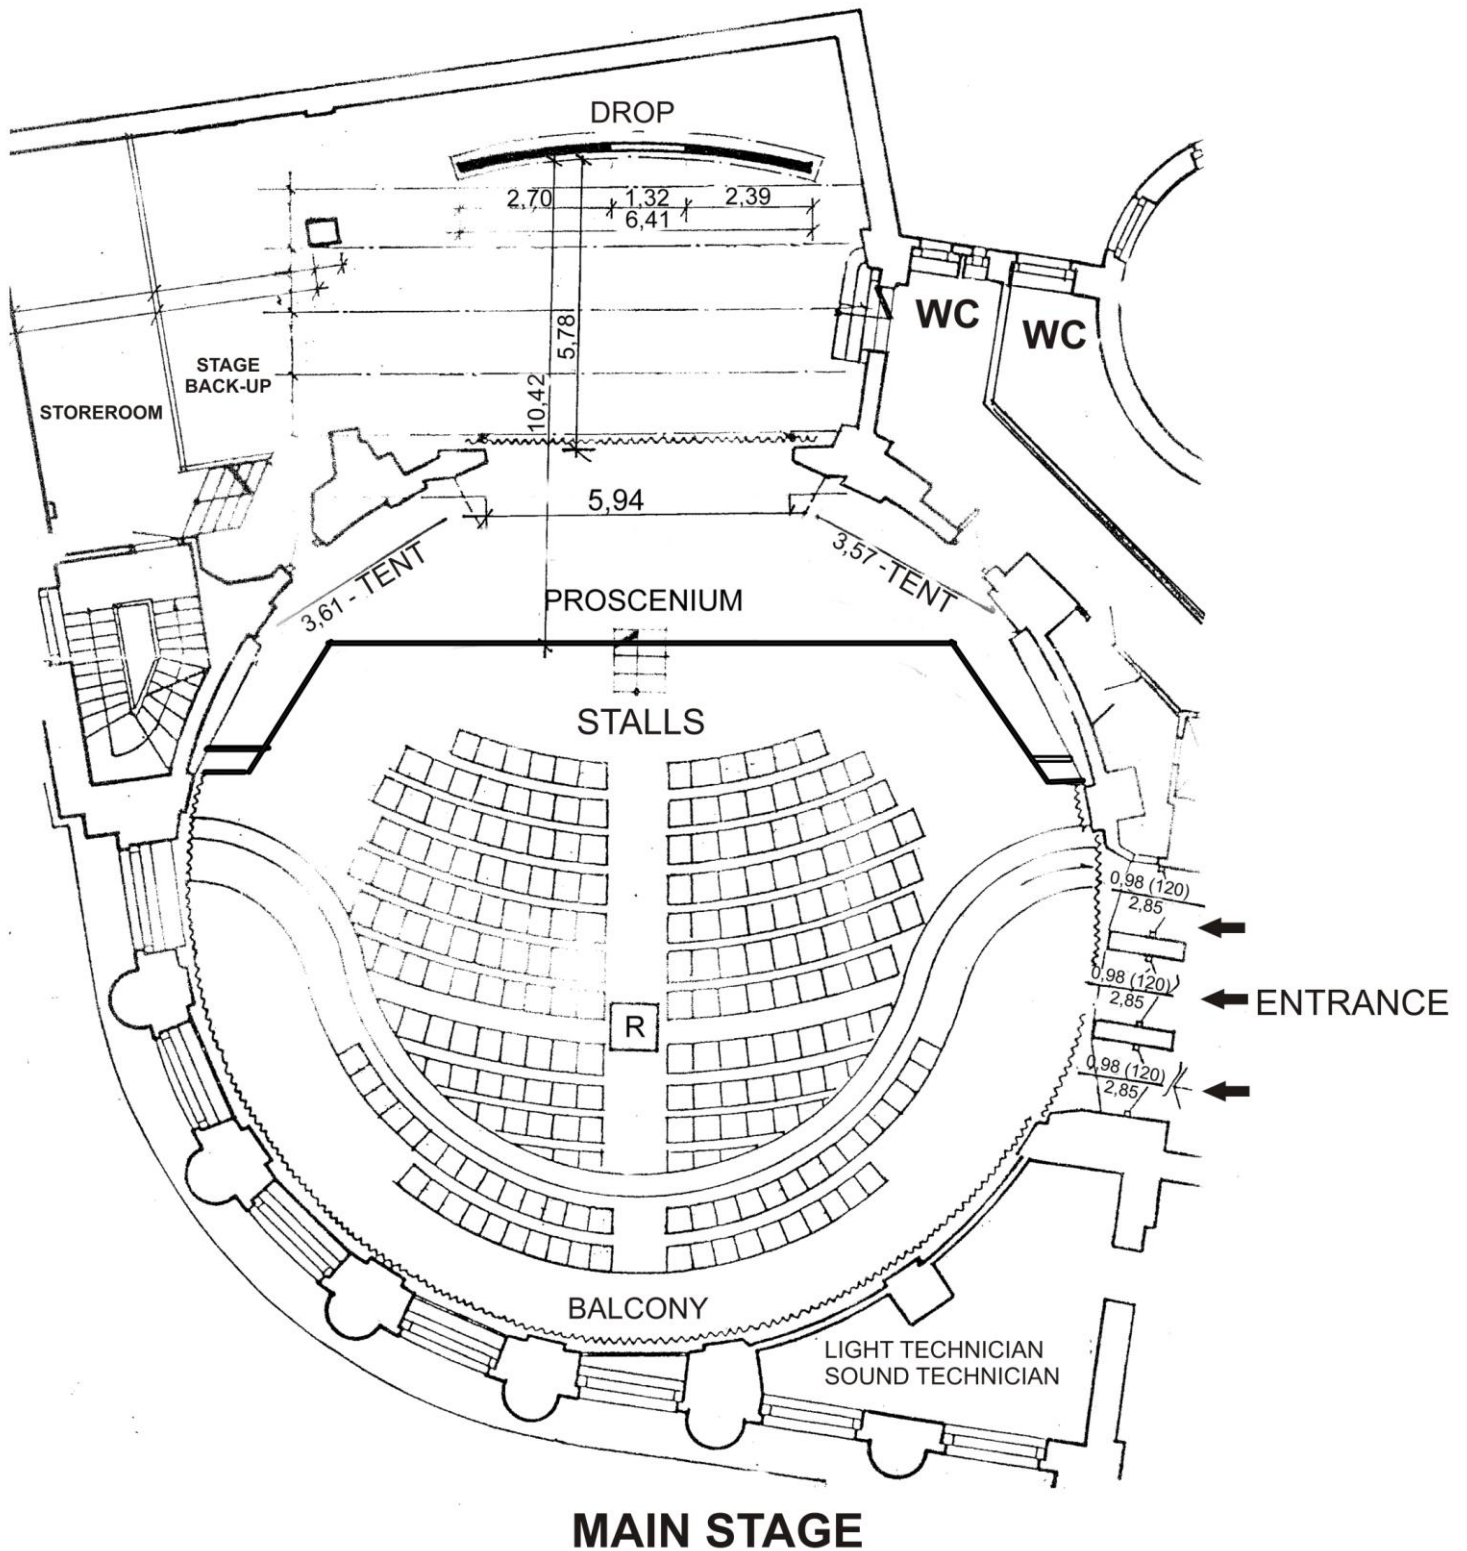 DROP
2,70
1,32
2,39
6,41
WC
WC
5,78
10,42
STAGE
BACK-UP
STOREROOM
5,94
3,61 - TENT
3,57 -TENT
PROSCENIUM
STALLS
0,98 (120)
2,85
0,98 (120)
2,85
ENTRANCE
R
0,98 (120)
2,85
BALCONY
LIGHT TECHNICIAN
SOUND TECHNICIAN
MAIN STAGE